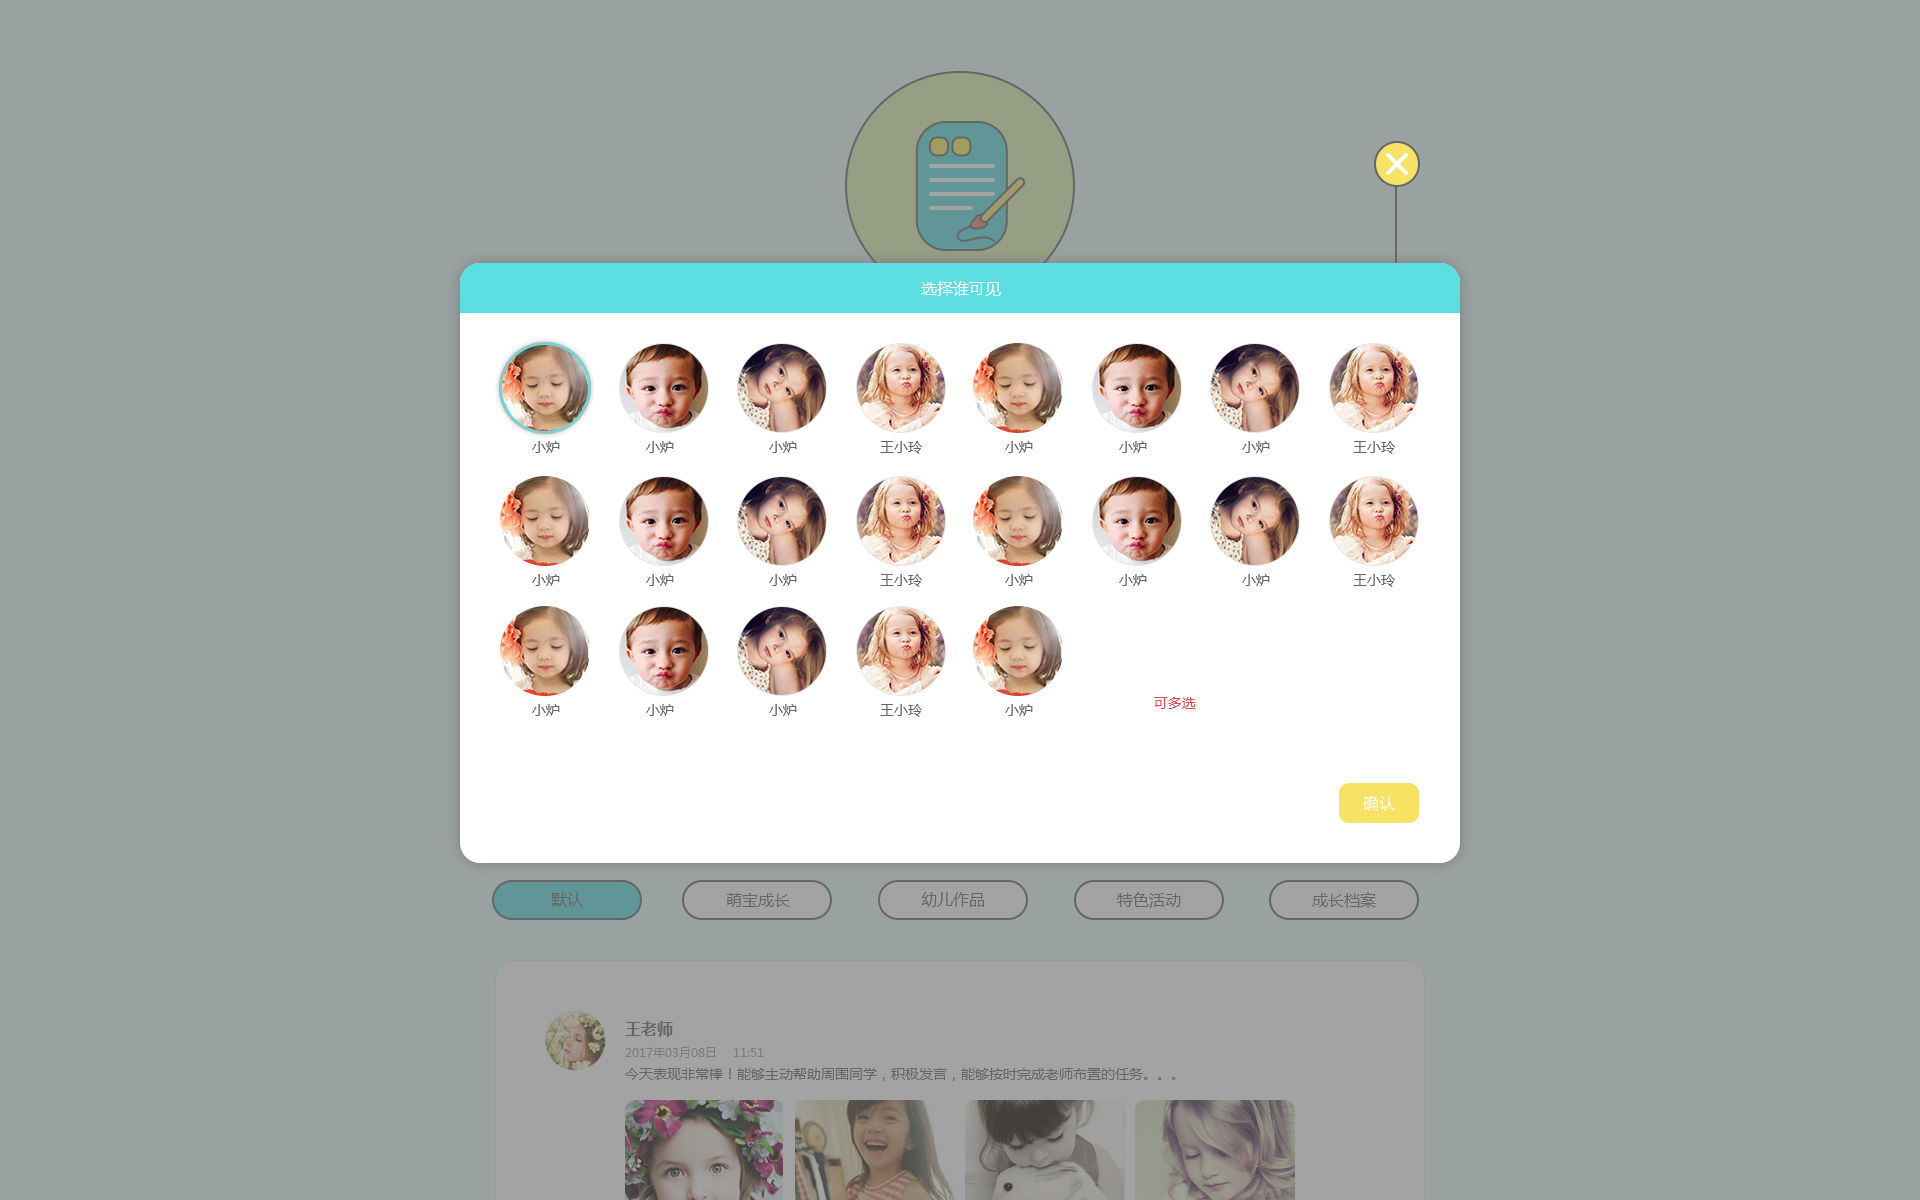 选择谁可见
小炉 小炉 小炉 王小玲 小炉 小炉 小炉 王小玲
小炉 小炉 小炉 王小玲 小炉 小炉 小炉 王小玲
小炉 小炉 小炉 王小玲 小炉
可多选
确认
默认 萌宝成长 幼儿作品 特色活动 成长档案
王老师
2017年03月08日 11:51
今天表现非常棒！能够主动帮助周围同学，积极发言，能够按时完成老师布置的任务。。。